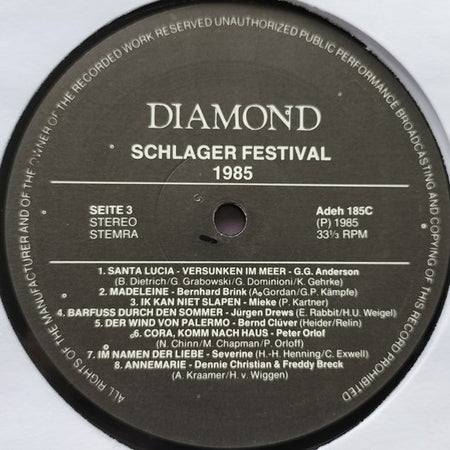 ALL RIGHTS OF THE MANUFACTURER AND OF THE OWNER OF THE RECORDED WORK RESERVED UNAUTHORIZED PUBLIC PERFORMANCE BROADCASTING AND COPYING OF THIS RECORD PROHIBITED
DIAMOND
SCHLAGER FESTIVAL
1985
SEITE 3
STEREO
STEMRA
Adeh 185C
(P) 1985
33⅓ RPM
1. SANTA LUCIA - VERSUNKEN IM MEER - G.G. Anderson
(B. Dietrich/G. Grabowski/G. Dominioni/K. Gehrke)
2. MADELEINE - Bernhard Brink (A. Gordan/G.P. Kämpfe)
3. IK KAN NIET SLAPEN - Mieke (P. Kartner)
4. BARFUSS DURCH DEN SOMMER - Jürgen Drews (E. Rabbit/H.U. Weigel)
5. DER WIND VON PALERMO - Bernd Clüver (Heider/Relin)
6. CORA, KOMM NACH HAUS - Peter Orlof
(N. Chinn/M. Chapman/P. Orloff)
7. IM NAMEN DER LIEBE - Severine (H.-H. Henning/C. Exwell)
8. ANNEMARIE - Dennie Christian & Freddy Breck
(A. Kraamer/H. v. Wiggen)